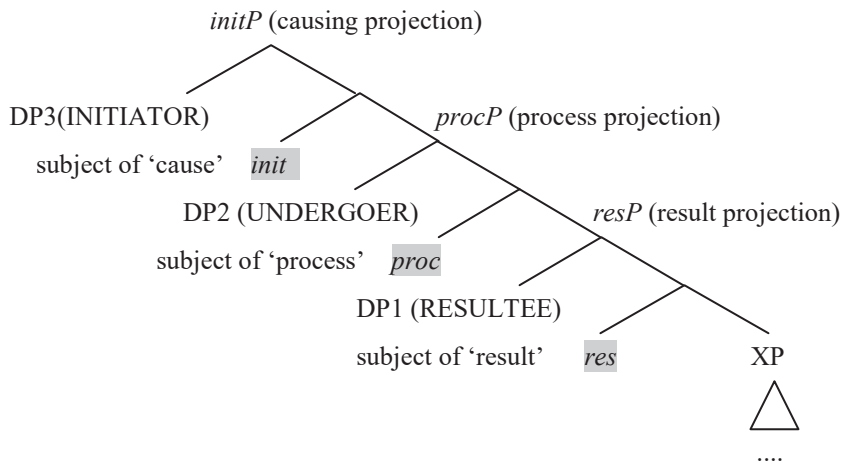 initP (causing projection)
DP3(INITIATOR)
procP (process projection)
subject of ‘cause’ init
DP2 (UNDERGOER)
resP (result projection)
subject of ‘process’ proc
DP1 (RESULTEE)
subject of ‘result’ res
XP
....